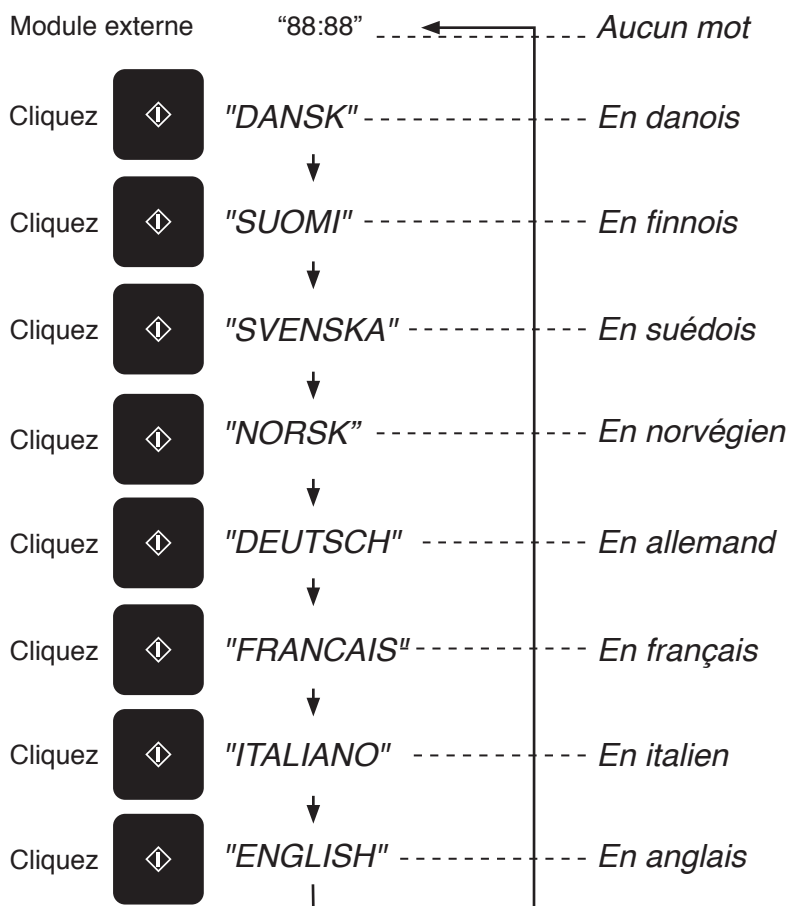 Module externe “88:88” Aucun mot
Cliquez "DANSK" En danois
Cliquez "SUOMI" En finnois
Cliquez "SVENSKA" En suédois
Cliquez "NORSK” En norvégien
Cliquez "DEUTSCH" En allemand
Cliquez "FRANCAIS" En français
Cliquez "ITALIANO" En italien
Cliquez "ENGLISH" En anglais